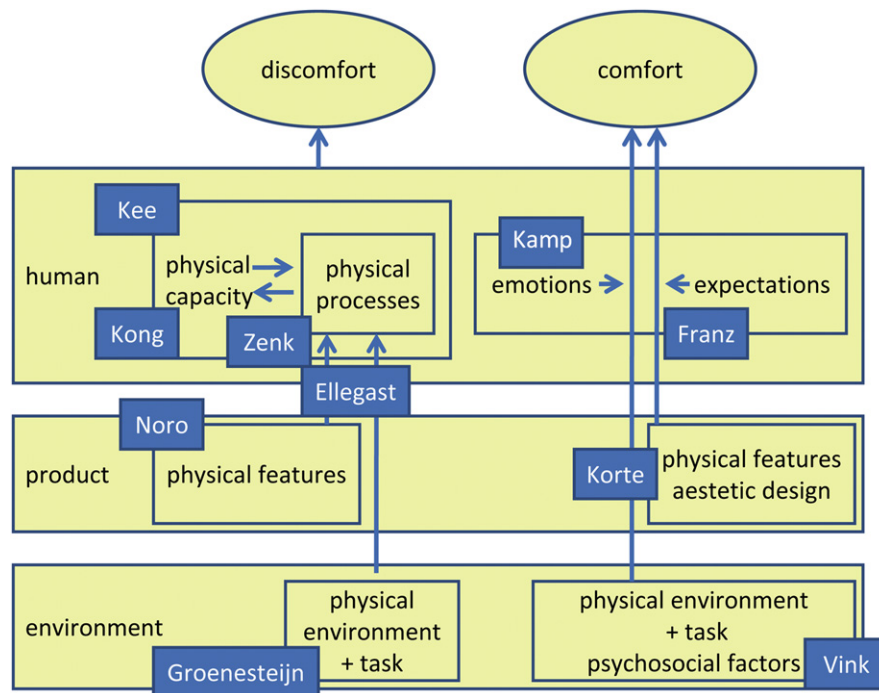 discomfort
comfort
Kee
Kamp
human
physical
capacity
physical
processes
emotions
expectations
Kong
Zenk
Franz
Ellegast
Noro
product
physical features
Korte
physical features
aestetic design
environment
physical
environment
+ task
physical environment
+ task
psychosocial factors
Groenesteijn
Vink